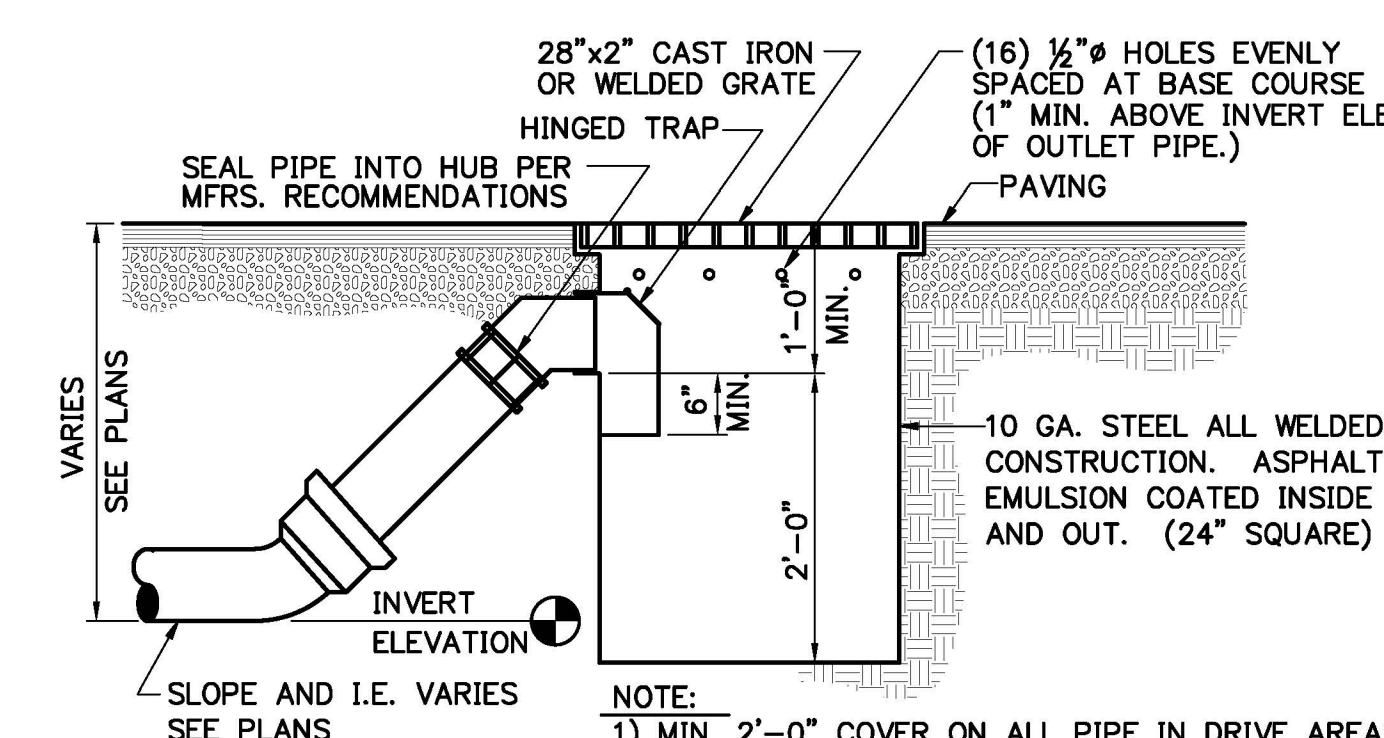 28"x2" CAST IRON
OR WELDED GRATE
(16) ½"ø HOLES EVENLY
SPACED AT BASE COURSE
(1" MIN. ABOVE INVERT
OF OUTLET PIPE.)
HINGED TRAP
SEAL PIPE INTO HUB PER
MFRS. RECOMMENDATIONS
PAVING
VARIES
SEE PLANS
1'-0"
MIN.
6"
MIN.
2'-0"
10 GA. STEEL ALL WELDED
CONSTRUCTION. ASPHALT
EMULSION COATED INSIDE
AND OUT. (24" SQUARE)
INVERT
ELEVATION
SLOPE AND I.E. VARIES
SEE PLANS
NOTE:
1) MIN. 2'-0" COVER ON ALL PIPE IN DRIVE